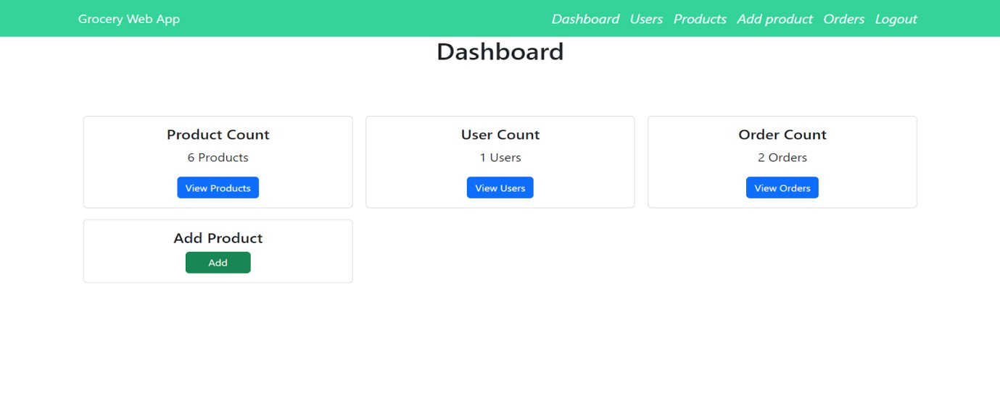 Grocery Web App
Dashboard Users Products Add product Orders Logout
Dashboard
Product Count
6 Products
View Products
User Count
1 Users
View Users
Order Count
2 Orders
View Orders
Add Product
Add